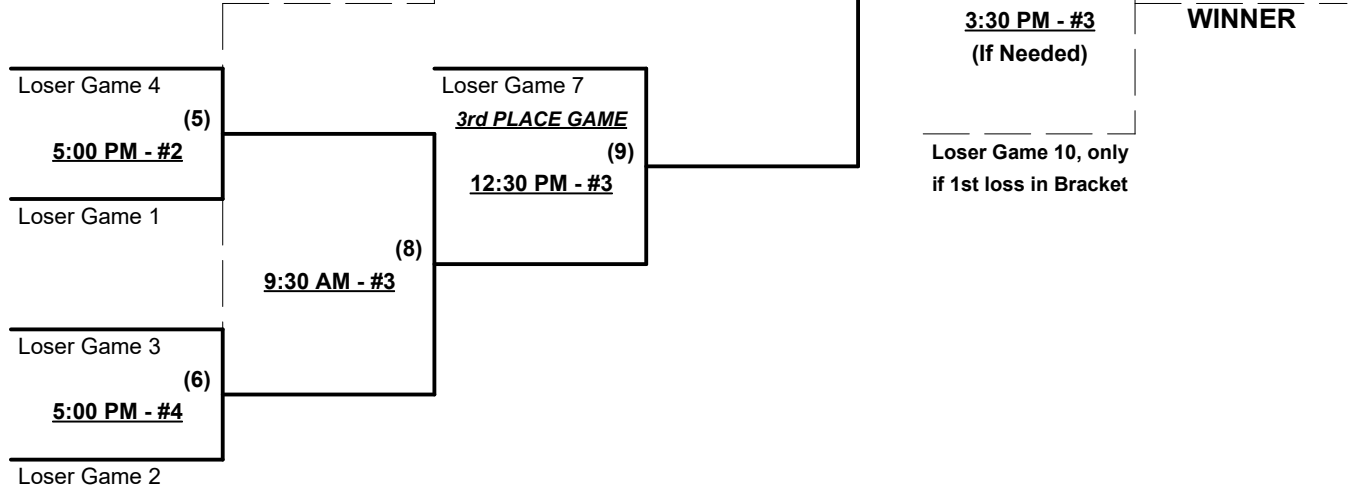 3:30 PM - #3
(If Needed)
WINNER
Loser Game 4
(5)
5:00 PM - #2
Loser Game 1
Loser Game 7
3rd PLACE GAME
(9)
12:30 PM - #3
Loser Game 10, only
if 1st loss in Bracket
(8)
9:30 AM - #3
Loser Game 3
(6)
5:00 PM - #4
Loser Game 2